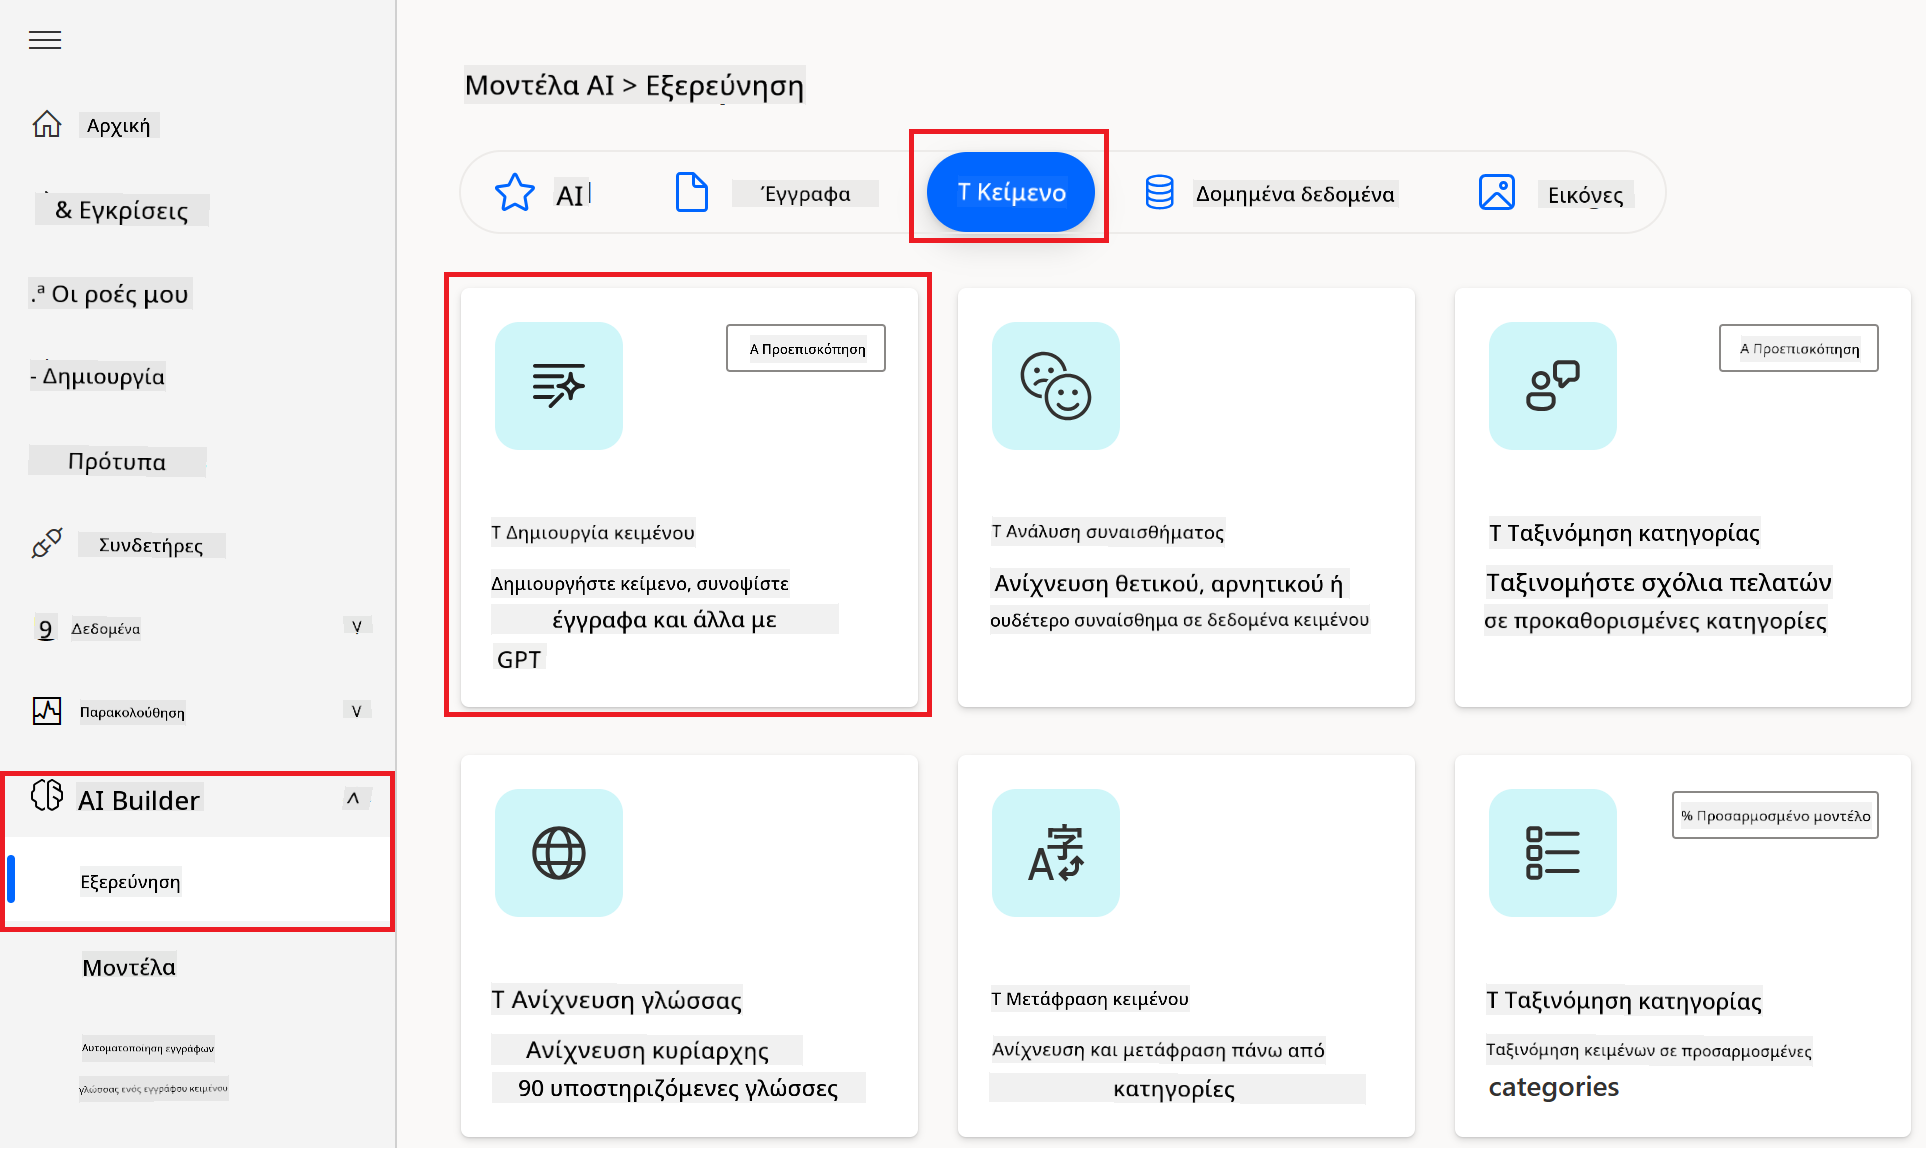 Αρχική
& Εγκρίσεις
.ª Οι ροές μου
- Δημιουργία
Πρότυπα
Συνδετήρες
9 Δεδομένα
Παρακολούθηση
AI Builder
Εξερεύνηση
Μοντέλα
Αυτοματοποιηση εγγράφων
γλώσσας ενός εγγράφου κειμένου
Μοντέλα AI > Εξερεύνηση
AI
Έγγραφα
T Κείμενο
Δομημένα δεδομένα
Εικόνες
A Προεπισκόπηση
T Δημιουργία κειμένου
Δημιουργήστε κείμενο, συνοψίστε
έγγραφα και άλλα με
GPT
T Ανάλυση συναισθήματος
Ανίχνευση θετικού, αρνητικού ή
ουδέτερο συναίσθημα σε δεδομένα κειμένου
A Προεπισκόπηση
T Ταξινόμηση κατηγορίας
Ταξινομήστε σχόλια πελατών
σε προκαθορισμένες κατηγορίες
T Ανίχνευση γλώσσας
Ανίχνευση κυρίαρχης
90 υποστηριζόμενες γλώσσες
T Μετάφραση κειμένου
Ανίχνευση και μετάφραση πάνω από
κατηγορίες
% Προσαρμοσμένο μοντέλο
T Ταξινόμηση κατηγορίας
Ταξινόμηση κειμένων σε προσαρμοσμένες
categories